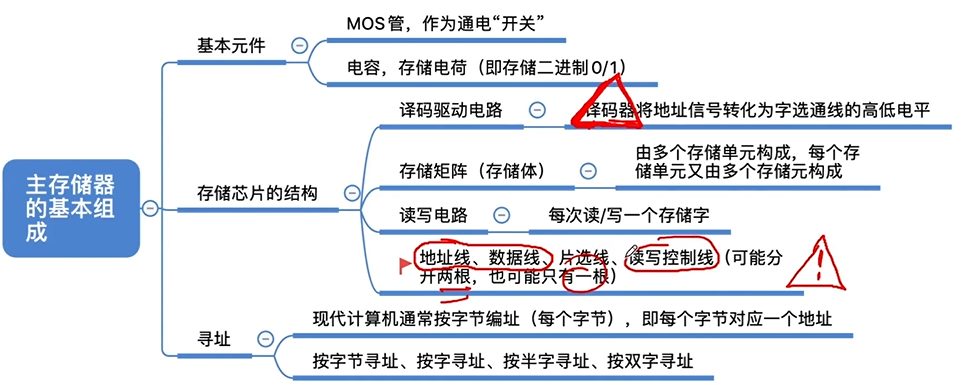 MOS管，作为通电“开关”
基本元件
电容，存储电荷（即存储二进制0/1）
译码驱动电路
译码器将地址信号转化为字选通线的高低电平
主存储器
的基本组
成
存储芯片的结构
存储矩阵（存储体）
由多个存储单元构成，每个存
储单元又由多个存储元构成
读写电路
每次读/写一个存储字
地址线、数据线、片选线、读写控制线（可能分
开两根，也可能只有一根）
寻址
现代计算机通常按字节编址（每个字节），即每个字节对应一个地址
按字节寻址、按字寻址、按半字寻址、按双字寻址